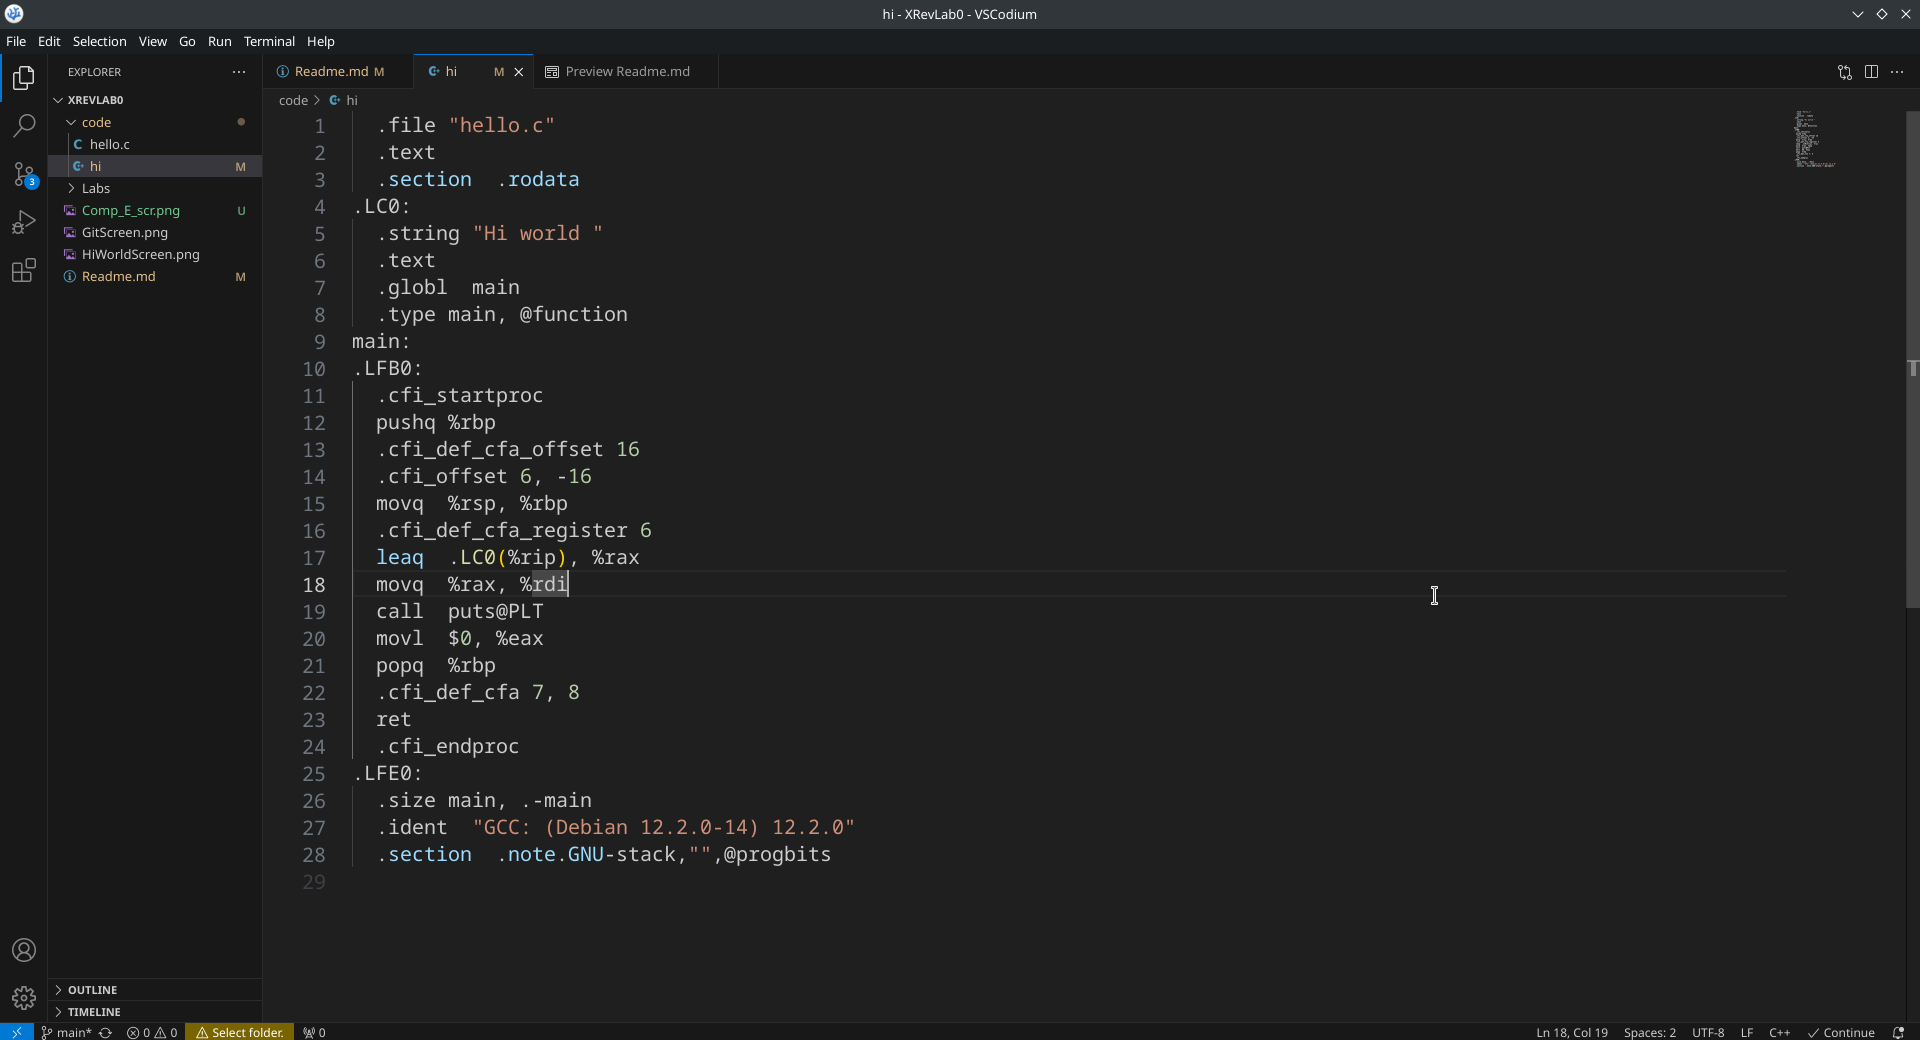 hi - XRevLab0 - VSCodium
File Edit Selection View Go Run Terminal Help
EXPLORER
Readme.md M
hi M
Preview Readme.md
XREVLAB0
code
hello.c
hi M
Labs
Comp_E_scr.png U
GitScreen.png
HiWorldScreen.png
Readme.md M
3
code > hi
1 .file "hello.c"
2 .text
3 .section .rodata
4 .LC0:
5 .string "Hi world "
6 .text
7 .globl main
8 .type main, @function
9 main:
10 .LFB0:
11 .cfi_startproc
12 pushq %rbp
13 .cfi_def_cfa_offset 16
14 .cfi_offset 6, -16
15 movq %rsp, %rbp
16 .cfi_def_cfa_register 6
17 leaq .LC0(%rip), %rax
18 movq %rax, %rdi
19 call puts@PLT
20 movl $0, %eax
21 popq %rbp
22 .cfi_def_cfa 7, 8
23 ret
24 .cfi_endproc
25 .LFE0:
26 .size main, .-main
27 .ident "GCC: (Debian 12.2.0-14) 12.2.0"
28 .section .note.GNU-stack,"",@progbits
29
OUTLINE
TIMELINE
main* 0 0 Select folder. 0
Ln 18, Col 19 Spaces: 2 UTF-8 LF C++ Continue